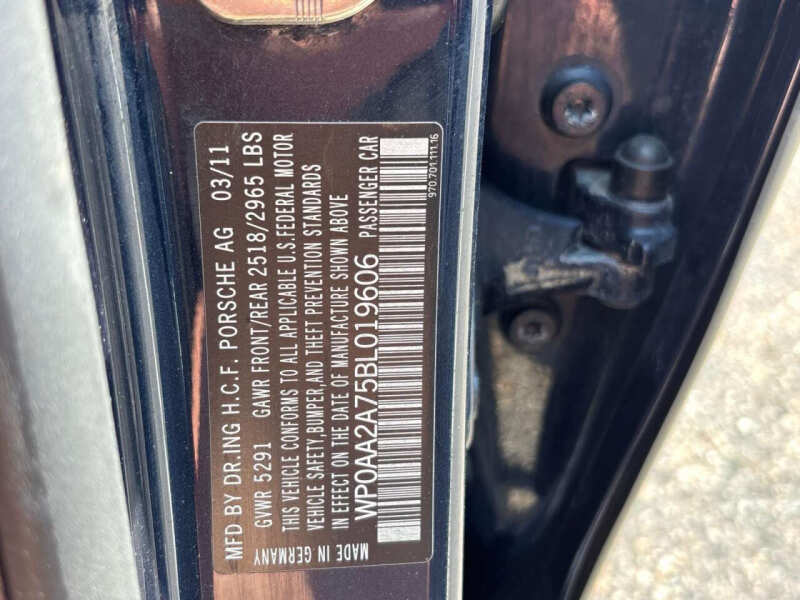 MFD BY DR.ING H.C.F. PORSCHE AG 03/11
GVWR 5291 GAWR FRONT/REAR 2518/2965 LBS
THIS VEHICLE CONFORMS TO ALL APPLICABLE U.S.FEDERAL MOTOR
VEHICLE SAFETY,BUMPER,AND THEFT PREVENTION STANDARDS
IN EFFECT ON THE DATE OF MANUFACTURE SHOWN ABOVE
WP0AA2A75BL019606 PASSENGER CAR
MADE IN GERMANY
970.701.111.16